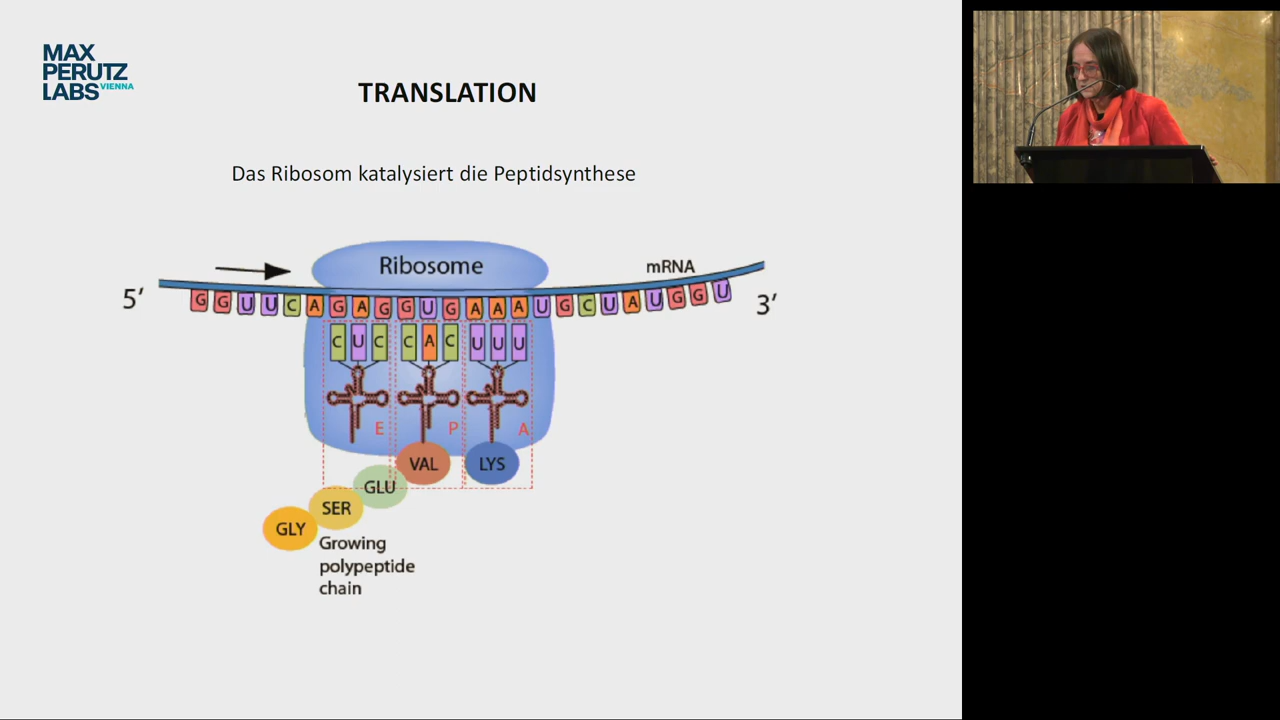 MAX
PERUTZ
LABS VIENNA
TRANSLATION
Das Ribosom katalysiert die Peptidsynthese
Ribosome
mRNA
5′ G G U U C A G A G G U G A A A U G C U A U G G U 3′
C U C C A C U U U
E P A
VAL LYS
GLU
SER
GLY
Growing
polypeptide
chain